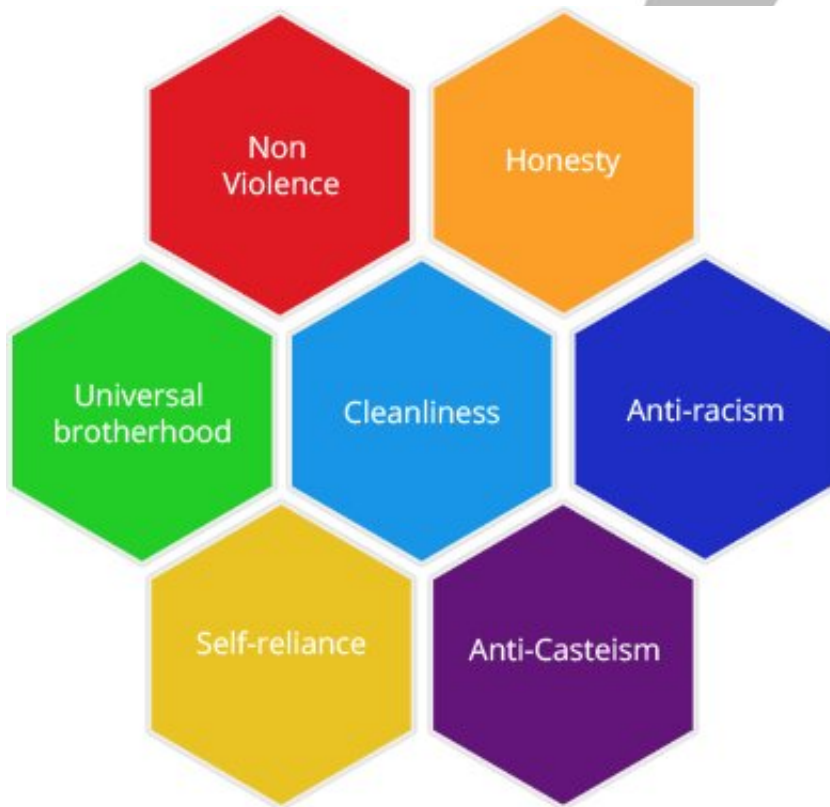 Non
Violence
Honesty
Universal
brotherhood
Cleanliness
Anti-racism
Self-reliance
Anti-Casteism